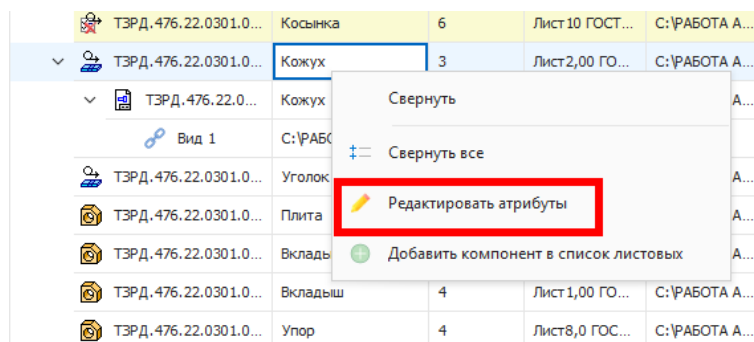 ТЗРД.476.22.0301.0... Косынка 6 Лист10 ГОСТ... C:\РАБОТА А...
ТЗРД.476.22.0301.0... Кожух 3 Лист2,00 ГО... C:\РАБОТА А...
ТЗРД.476.22.0... Кожух Свернуть А...
Вид 1 C:\РАБО Свернуть все
ТЗРД.476.22.0301.0... Уголок Редактировать атрибуты А...
ТЗРД.476.22.0301.0... Плита А...
ТЗРД.476.22.0301.0... Вклады Добавить компонент в список листовых А...
ТЗРД.476.22.0301.0... Вкладыш 4 Лист1,00 ГО... C:\РАБОТА А...
ТЗРД.476.22.0301.0... Упор 4 Лист8,0 ГОС... C:\РАБОТА А...